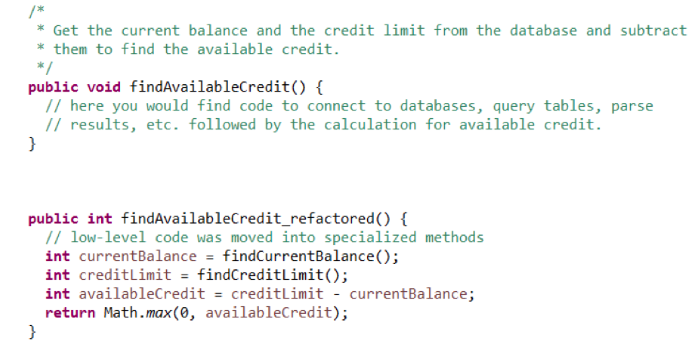 /*
 * Get the current balance and the credit limit from the database and subtract
 * them to find the available credit.
 */
public void findAvailableCredit() {
  // here you would find code to connect to databases, query tables, parse
  // results, etc. followed by the calculation for available credit.
}
public int findAvailableCredit_refactored() {
  // low-level code was moved into specialized methods
  int currentBalance = findCurrentBalance();
  int creditLimit = findCreditLimit();
  int availableCredit = creditLimit - currentBalance;
  return Math.max(0, availableCredit);
}